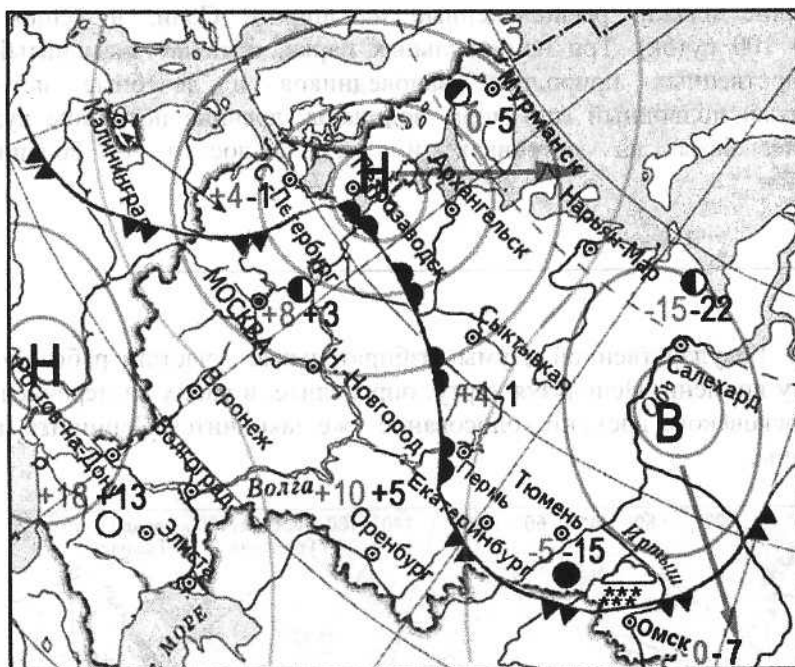 Мурманск
Калининград
0 -5
Н
Архангельск
С.-Петербург
+4 -1
Петрозаводск
Нарьян-Мар
МОСКВА
+8 +3
-15 -22
Сыктывкар
Салехард
Обь
Н
В
Н. Новгород
Воронеж
+4 -1
Ростов-на-Дону
Волгоград
Волга
+10 +5
Пермь
Тюмень
+18 +13
Элиста
Оренбург
Екатеринбург
-5 -15
Иртыш
МОРЕ
Омск
0 -7